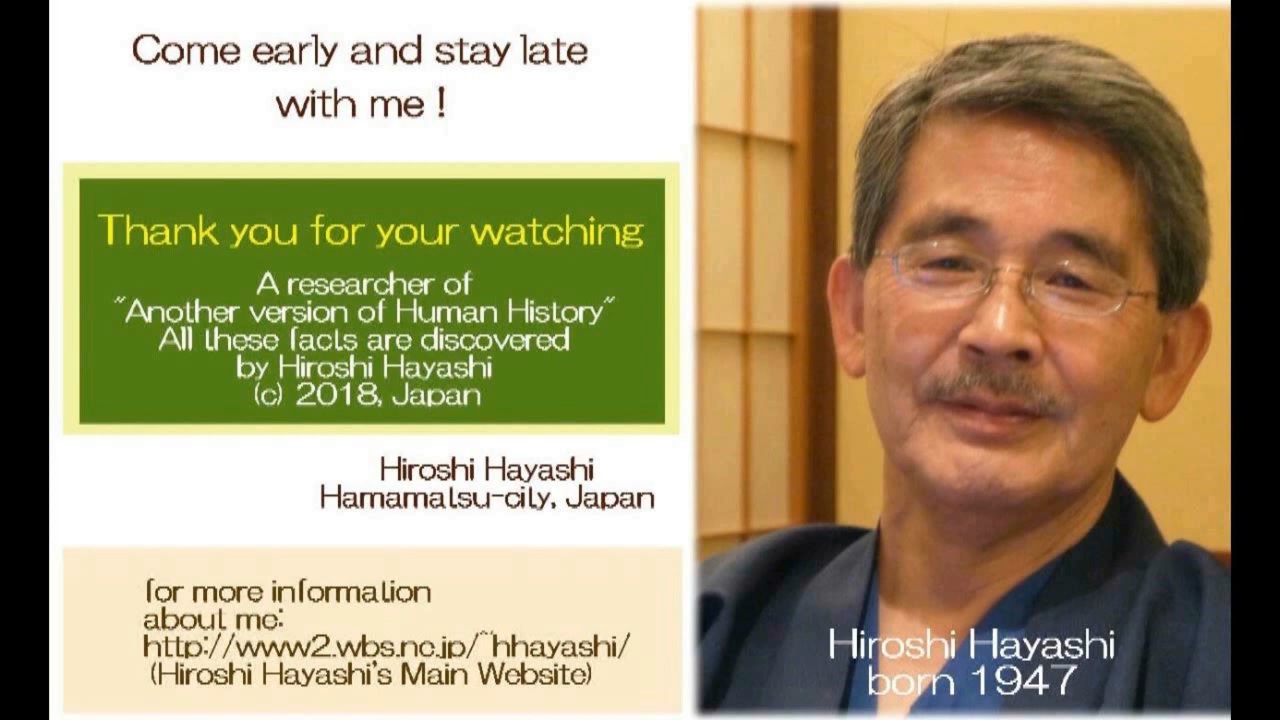 Come early and stay late
with me !
Thank you for your watching
A researcher of
"Another version of Human History"
All these facts are discovered
by Hiroshi Hayashi
(c) 2018, Japan
Hiroshi Hayashi
Hamamatsu-city, Japan
for more information
about me:
http://www2.wbs.ne.jp/~hhayashi/
(Hiroshi Hayashi's Main Website)
Hiroshi Hayashi
born 1947